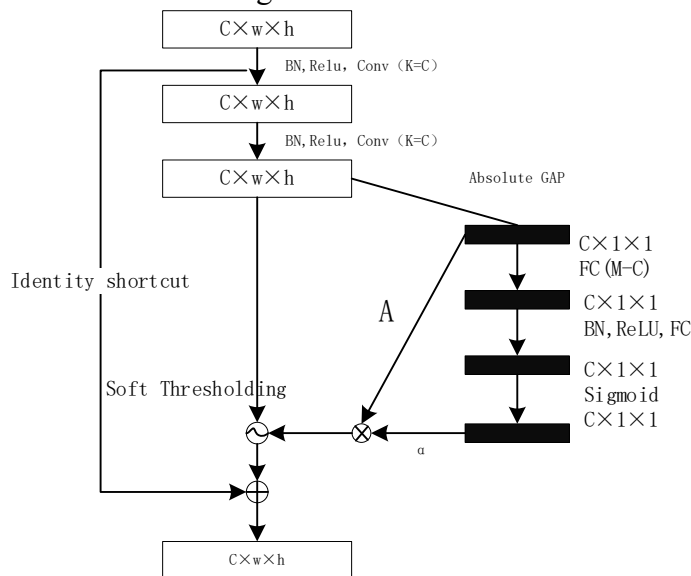 C×w×h
BN,Relu, Conv (K=C)
C×w×h
BN,Relu, Conv (K=C)
C×w×h
Absolute GAP
C×1×1
FC(M-C)
Identity shortcut
A
C×1×1
BN,ReLU,FC
C×1×1
Soft Thresholding
Sigmoid
C×1×1
α
C×w×h